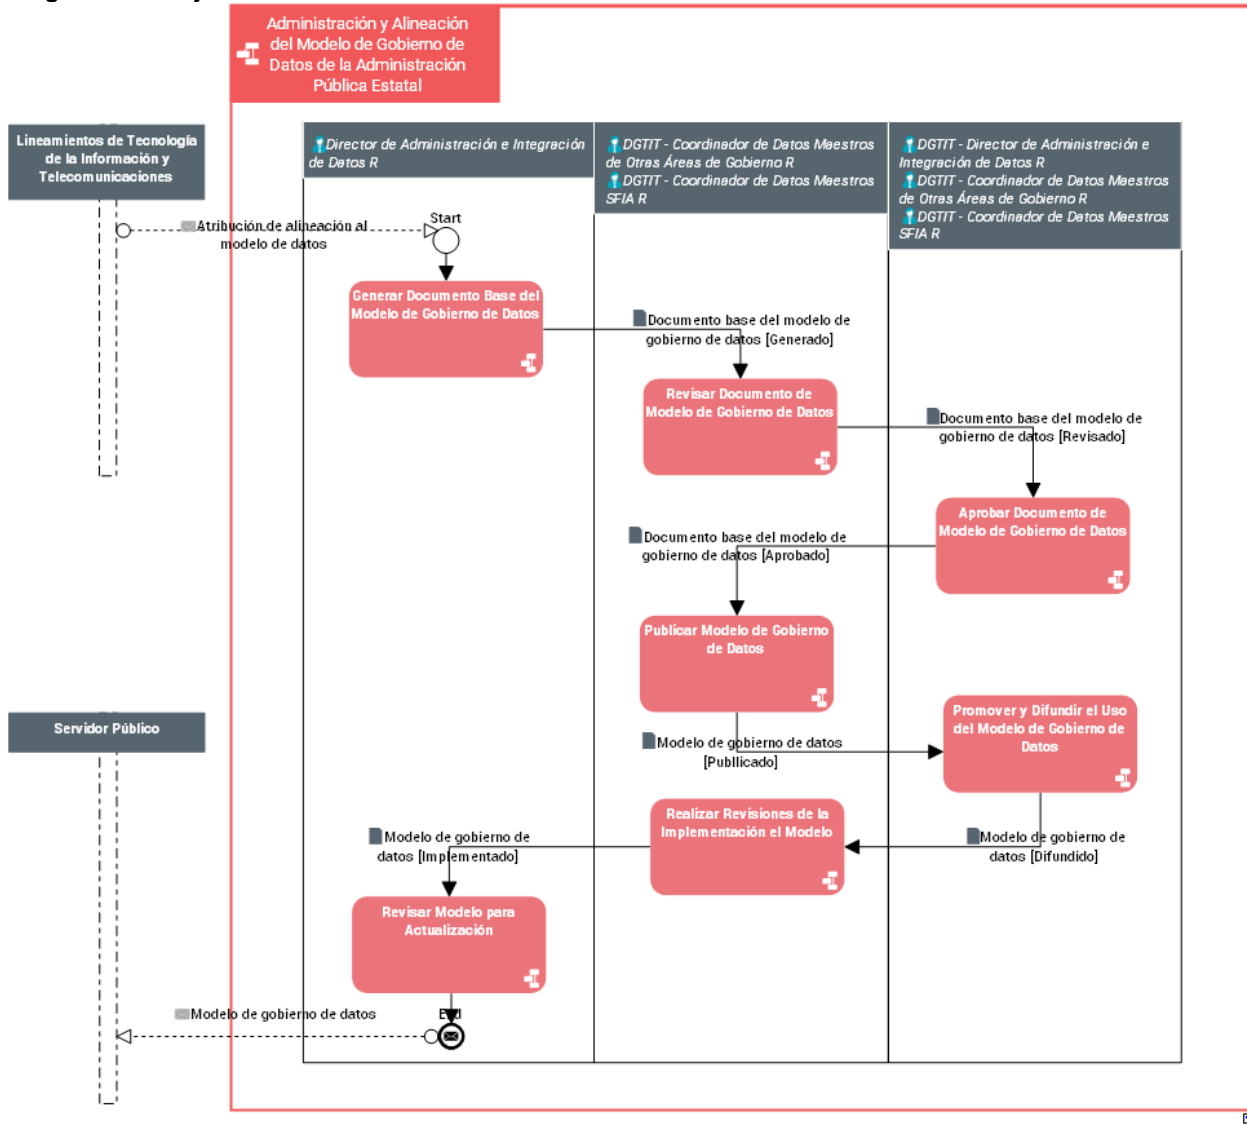 Administración y Alineación
del Modelo de Gobierno de
Datos de la Administración
Pública Estatal
Lineamientos de Tecnología
de la Información y
Telecomunicaciones
Director de Administración e Integración
de Datos R
DGTIT - Coordinador de Datos Maestros
de Otras Áreas de Gobierno R
DGTIT - Coordinador de Datos Maestros
SFIA R
DGTIT - Director de Administración e
Integración de Datos R
DGTIT - Coordinador de Datos Maestros
de Otras Áreas de Gobierno R
DGTIT - Coordinador de Datos Maestros
SFIA R
Atribución de alineación al
modelo de datos
Start
Generar Documento Base del
Modelo de Gobierno de Datos
Documento base del modelo de
gobierno de datos [Generado]
Revisar Documento de
Modelo de Gobierno de Datos
Documento base del modelo de
gobierno de datos [Revisado]
Aprobar Documento de
Modelo de Gobierno de Datos
Documento base del modelo de
gobierno de datos [Aprobado]
Publicar Modelo de Gobierno
de Datos
Servidor Público
Modelo de gobierno de datos
[Publlicado]
Promover y Difundir el Uso
del Modelo de Gobierno de
Datos
Modelo de gobierno de
datos [Difundido]
Realizar Revisiones de la
Implementación el Modelo
Modelo de gobierno de
datos [Implementado]
Revisar Modelo para
Actualización
Modelo de gobierno de datos
End